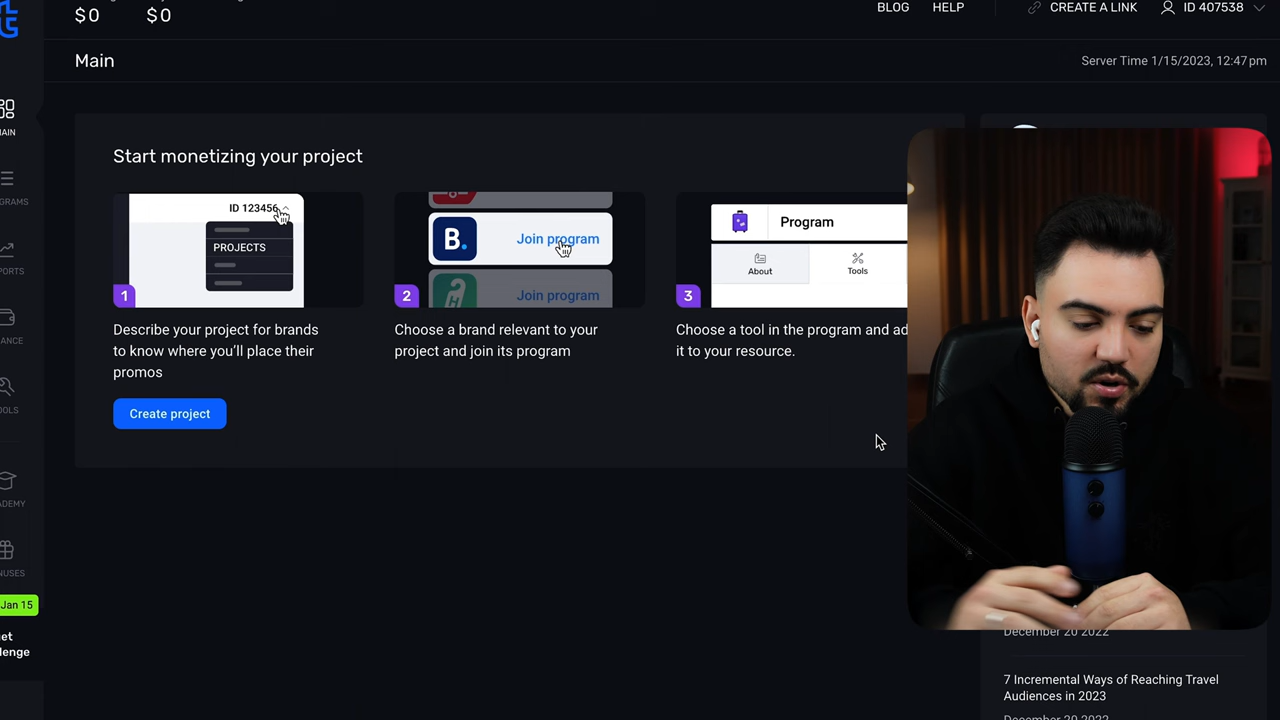 $0
$0
BLOG
HELP
CREATE A LINK
ID 407538
Main
Server Time 1/15/2023, 12:47 pm
Start monetizing your project
ID 123456
PROJECTS
1
B.
Join program
Join program
2
Program
About
Tools
3
Describe your project for brands
to know where you'll place their
promos
Choose a brand relevant to your
project and join its program
Choose a tool in the program and ad
it to your resource.
Create project
AIN
GRAMS
PORTS
ANCE
OOLS
ADEMY
NUSES
Jan 15
et
lenge
December 20 2022
7 Incremental Ways of Reaching Travel
Audiences in 2023
December 20 2022